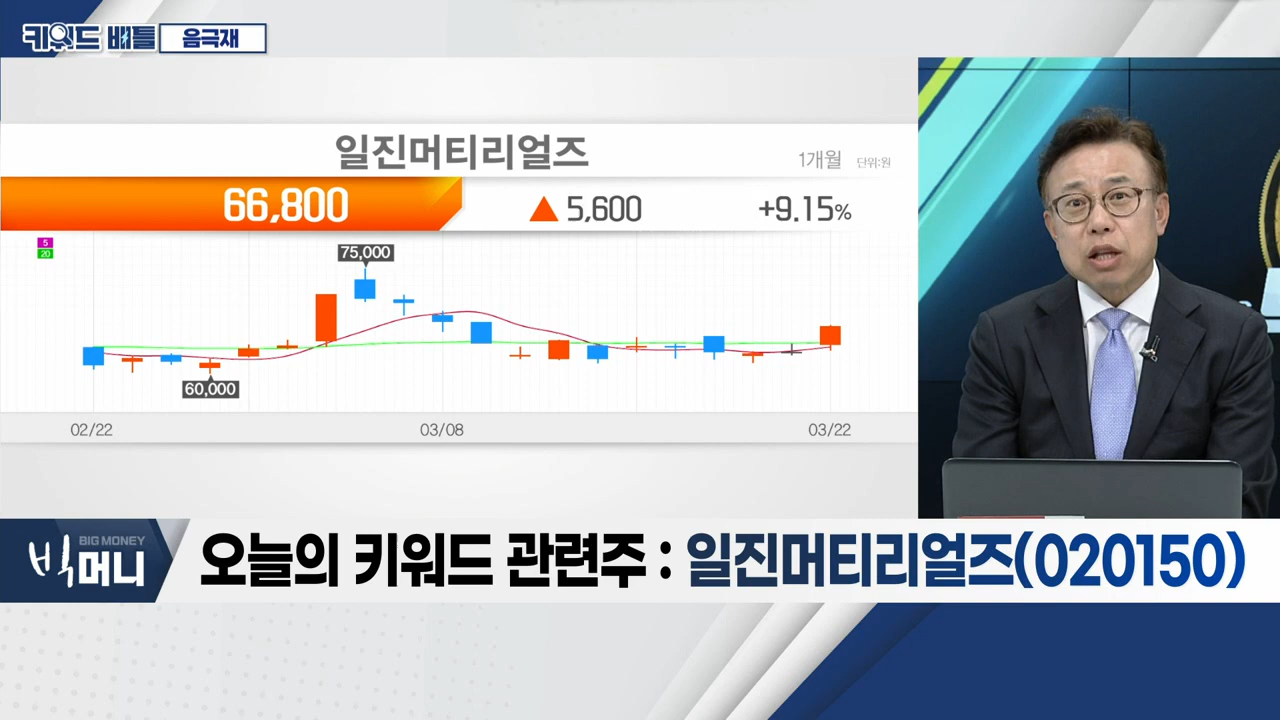 키워드 배틀 음극재
일진머티리얼즈
1개월 단위:원
66,800 ▲ 5,600 +9.15%
5
20
75,000
60,000
02/22 03/08 03/22
빅머니 BIG MONEY
오늘의 키워드 관련주 : 일진머티리얼즈(020150)